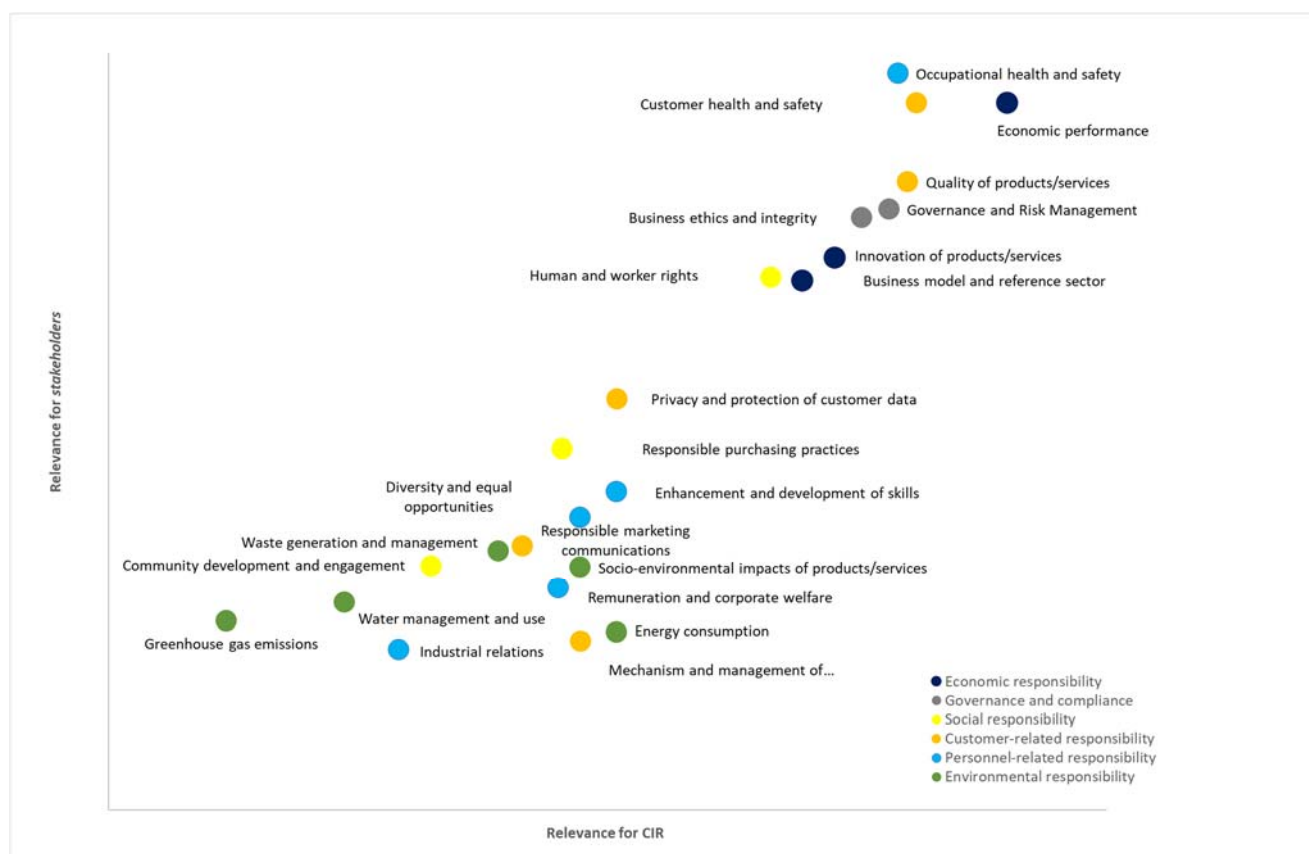 Occupational health and safety
Customer health and safety
Economic performance
Quality of products/services
Governance and Risk Management
Business ethics and integrity
Innovation of products/services
Human and worker rights
Business model and reference sector
Relevance for stakeholders
Privacy and protection of customer data
Responsible purchasing practices
Diversity and equal
opportunities
Enhancement and development of skills
Responsible marketing
communications
Waste generation and management
Community development and engagement
Socio-environmental impacts of products/services
Remuneration and corporate welfare
Water management and use
Energy consumption
Greenhouse gas emissions
Industrial relations
Mechanism and management of...
Economic responsibility
Governance and compliance
Social responsibility
Customer-related responsibility
Personnel-related responsibility
Environmental responsibility
Relevance for CIR